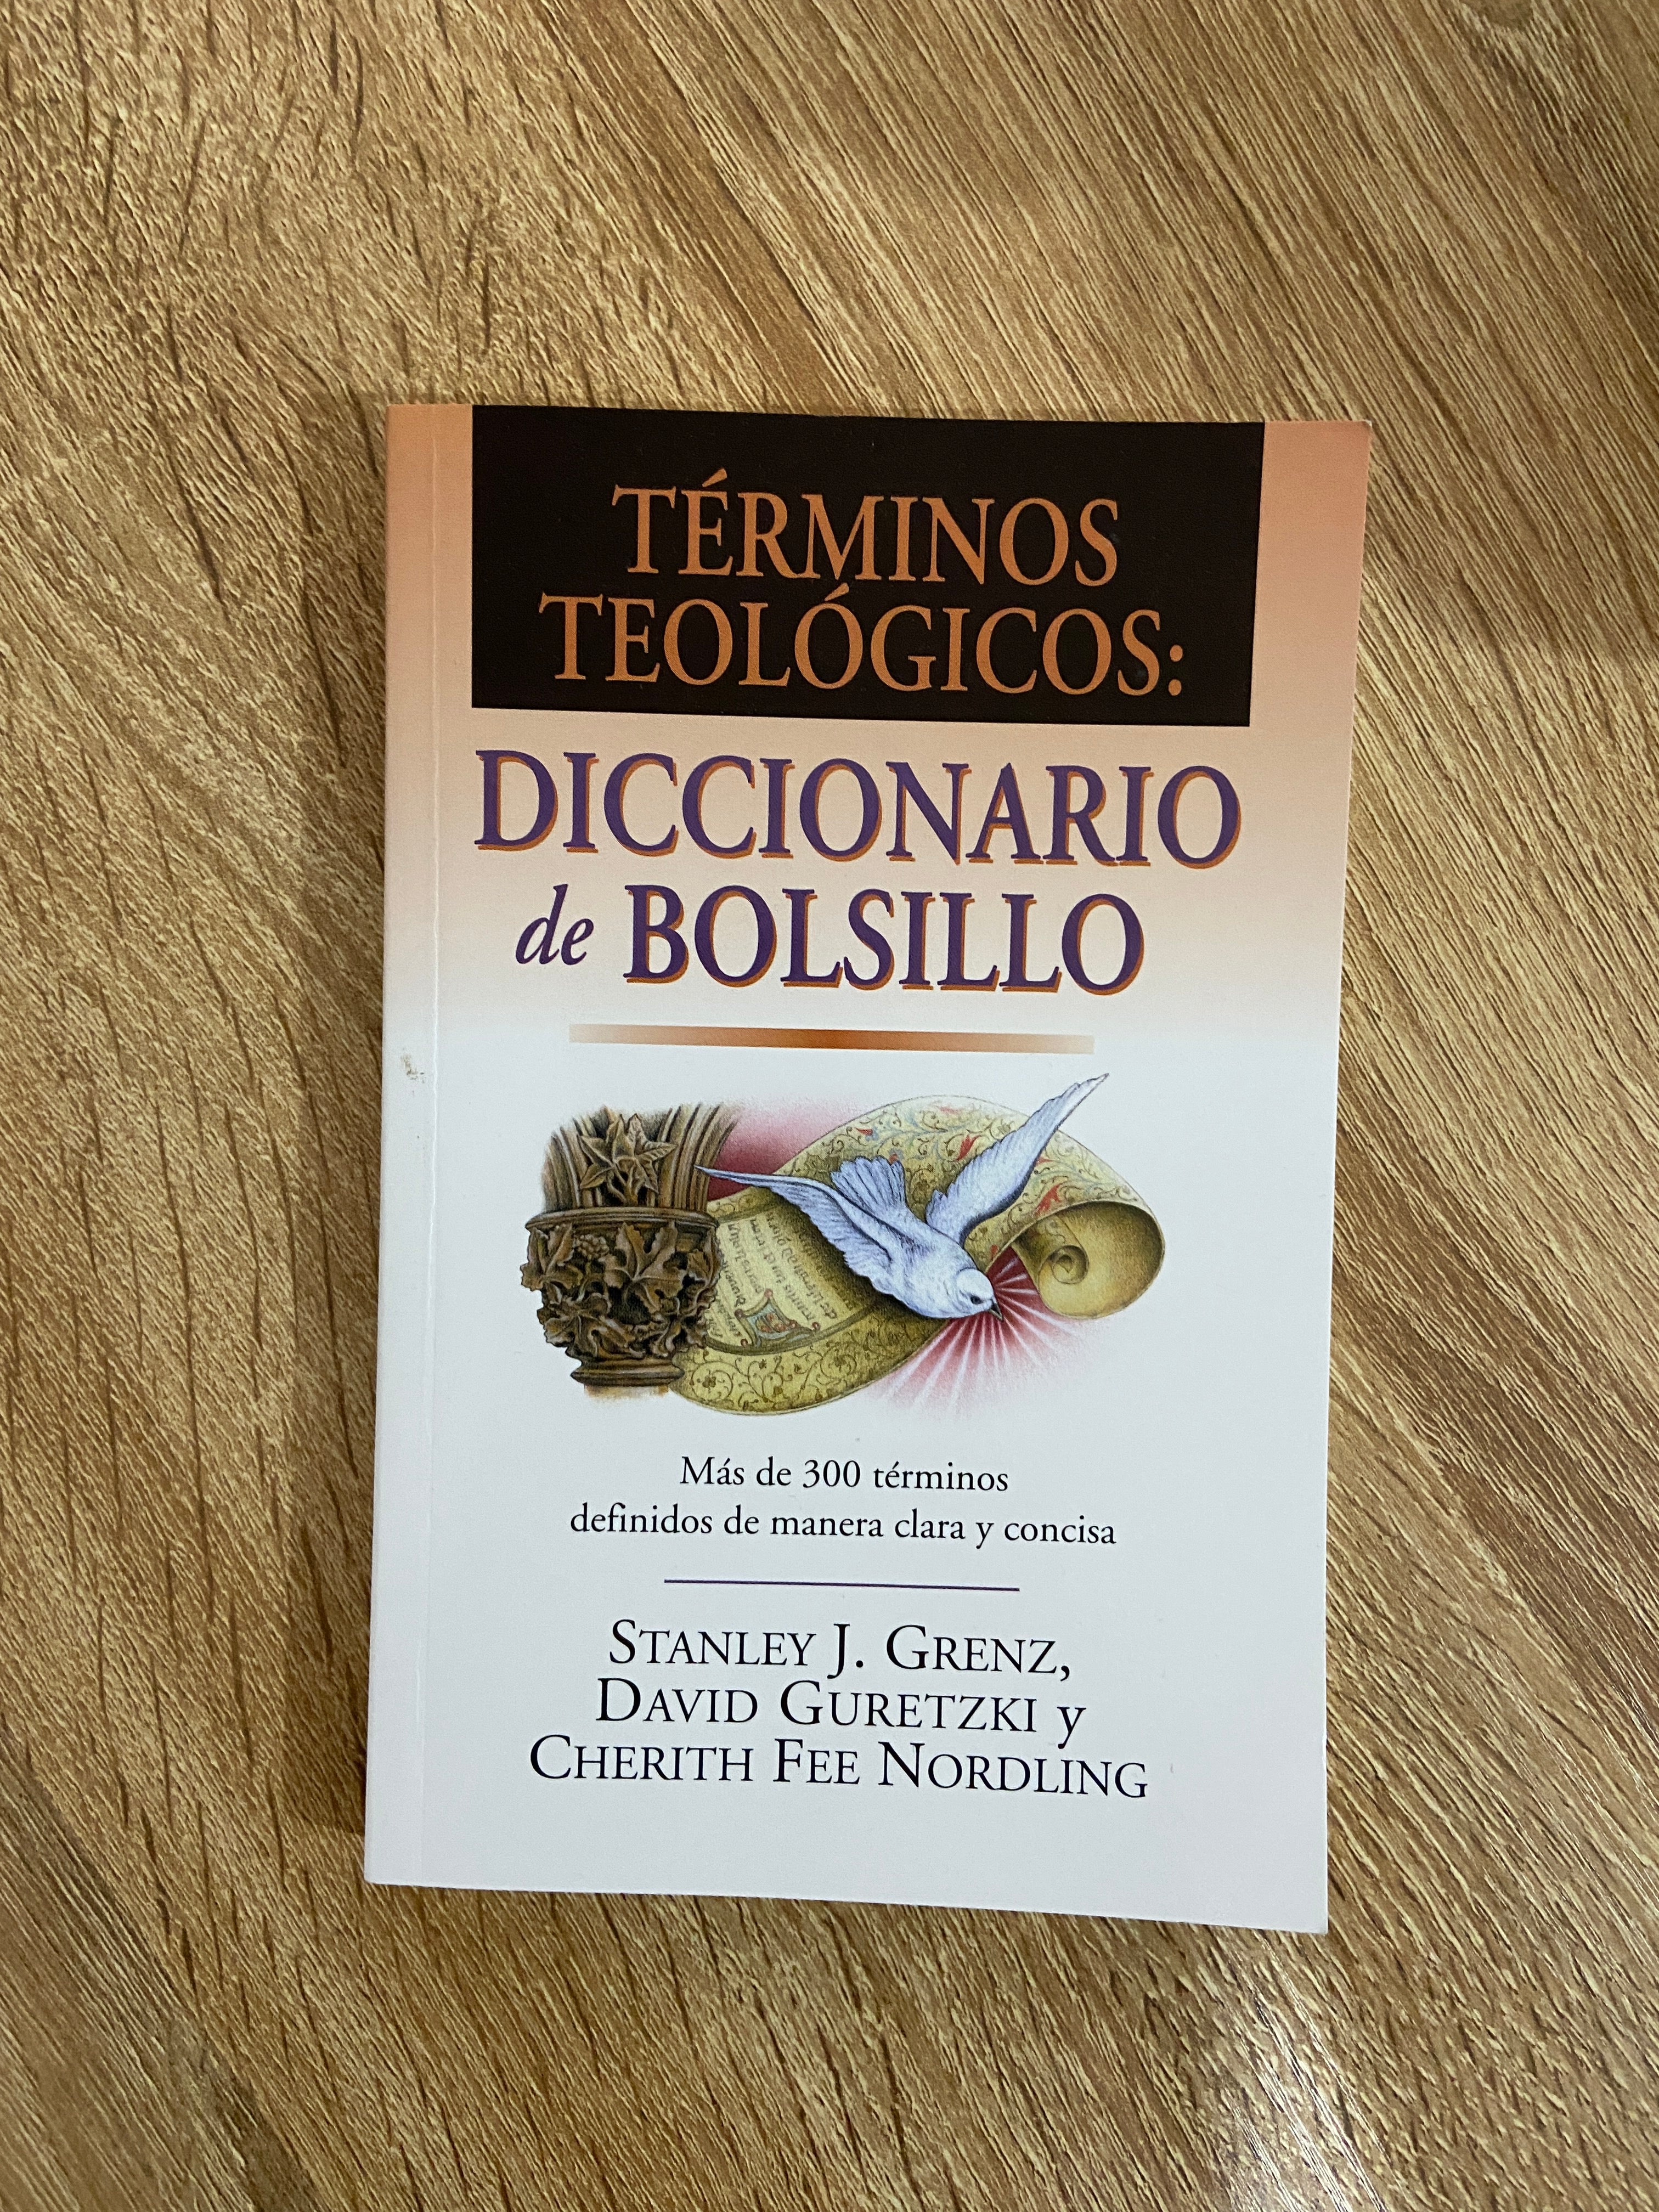 TÉRMINOS
TEOLÓGICOS:
DICCIONARIO
de BOLSILLO
Más de 300 términos
definidos de manera clara y concisa
STANLEY J. GRENZ,
DAVID GURETZKI y
CHERITH FEE NORDLING